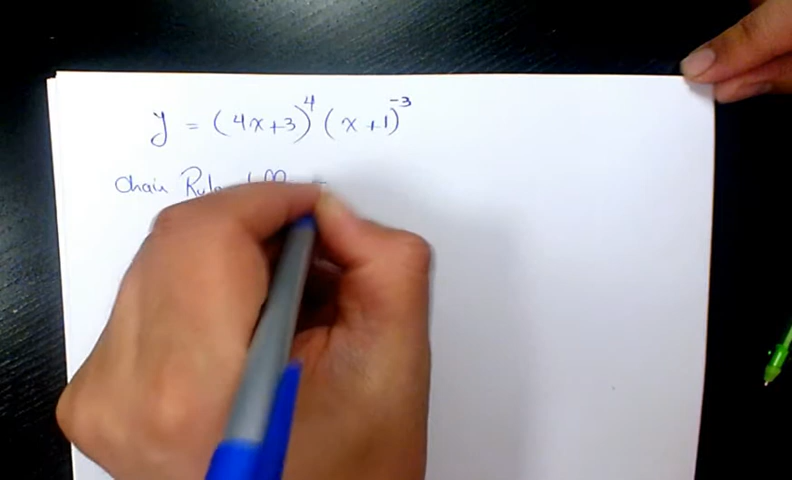 y = (4x+3)^4 (x+1)^-3
Chain Rule